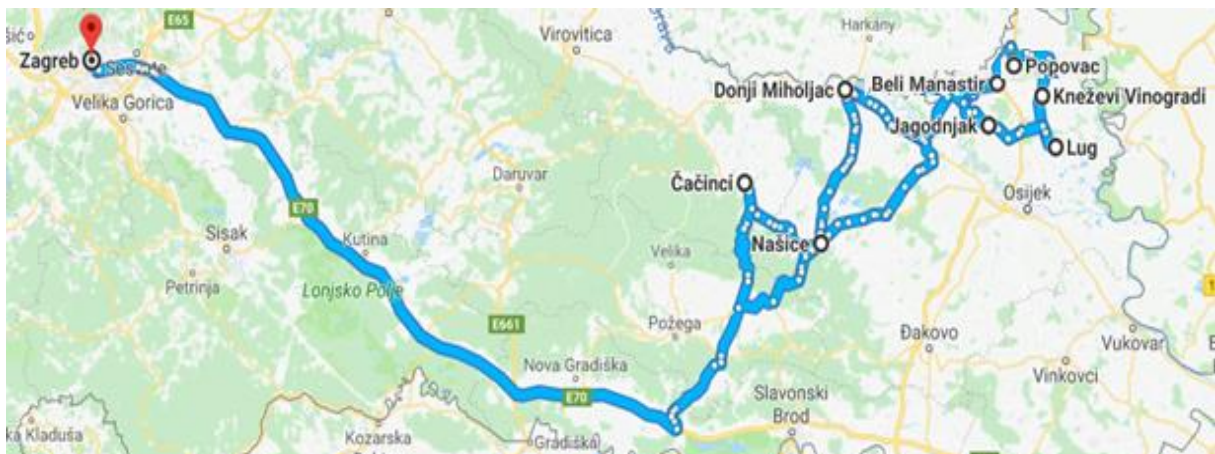 E65
Virovitica
Harkány
Zagreb
Popovac
Beli Manastir
Donji Miholjac
Kneževi Vinogradi
Velika Gorica
Jagodnjak
Lug
Daruvar
Čačinci
Osijek
E70
Sisak
Kutina
Velika
Našice
Petrinja
Lonjsko Polje
E661
Požega
Đakovo
Vukovar
Nova Gradiška
Vinkovci
E70
Slavonski
Brod
Kozarska
Gradiška
ka Kladuša